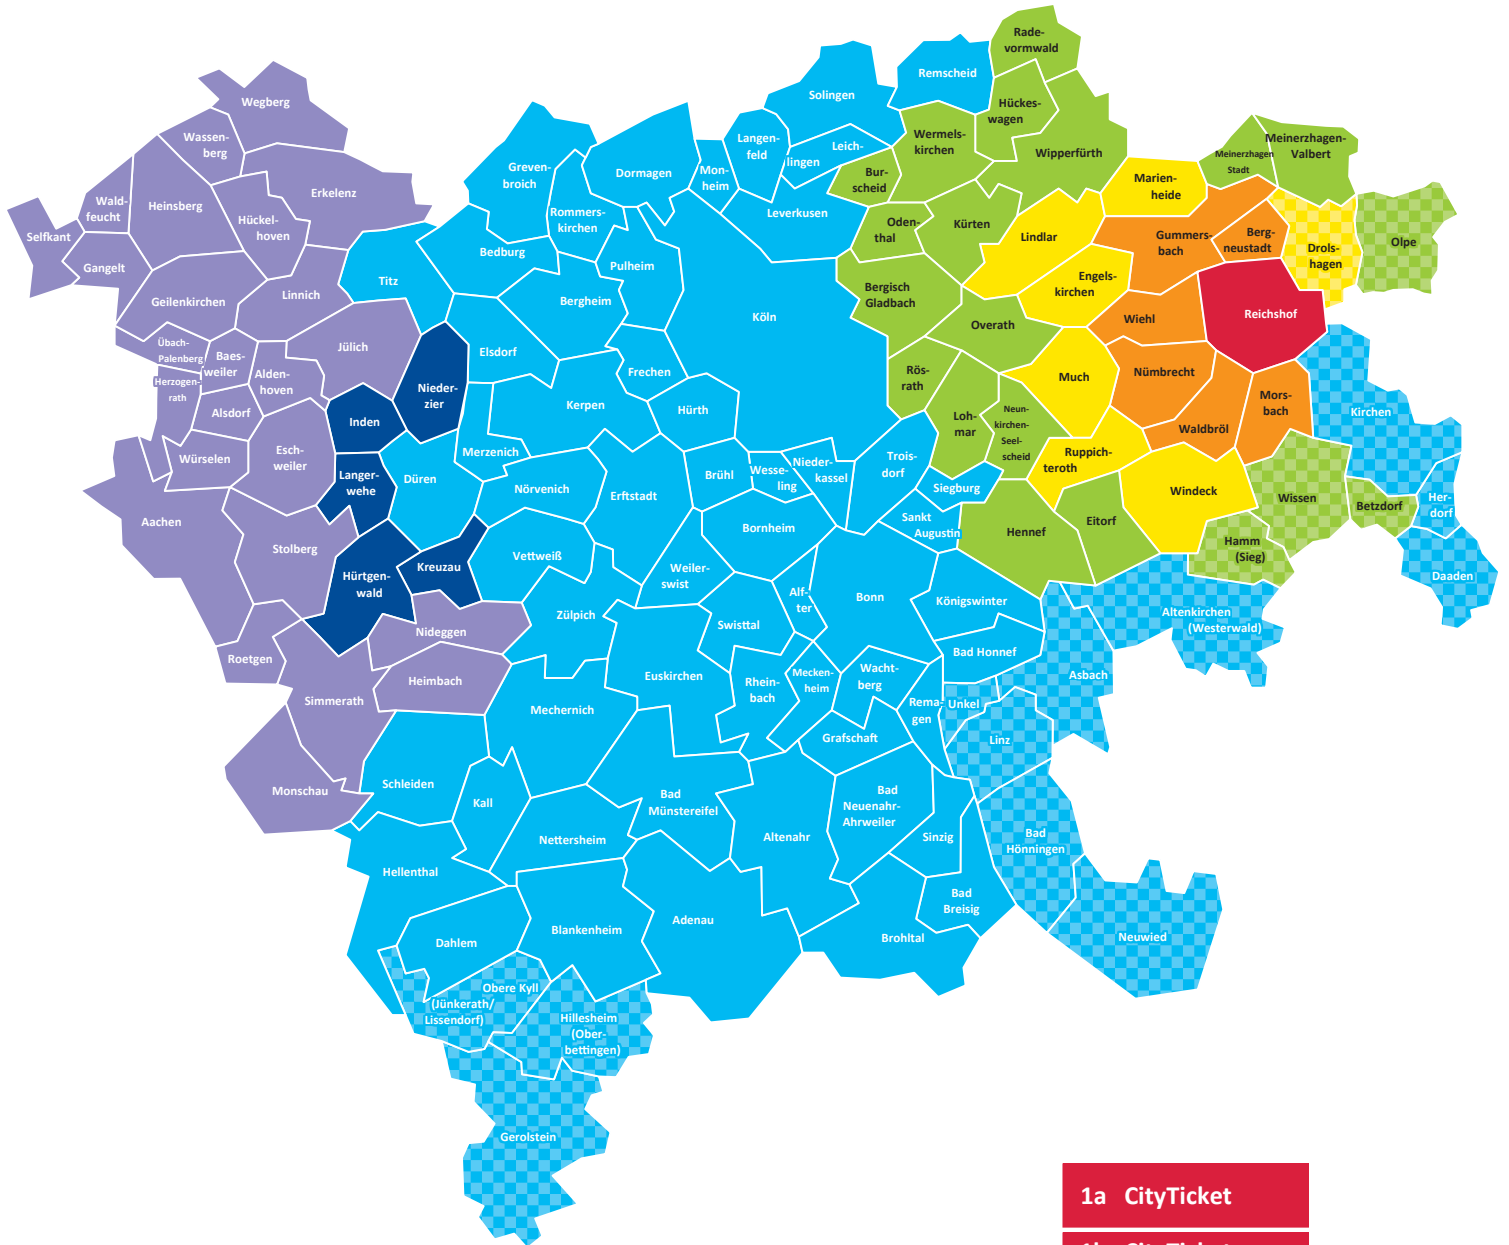 Rade-
vormwald
Remscheid
Solingen
Wegberg
Hückes-
wagen
Wermels-
kirchen
Wipperfürth
Meinerzhagen-
Valbert
Meinerzhagen
Stadt
Wassen-
berg
Langen-
feld
Leich-
lingen
Greven-
broich
Dormagen
Mon-
heim
Bur-
scheid
Marien-
heide
Erkelenz
Wald-
feucht
Heinsberg
Hückel-
hoven
Rommers-
kirchen
Leverkusen
Oden-
thal
Kürten
Lindlar
Gummers-
bach
Berg-
neustadt
Drols-
hagen
Olpe
Selfkant
Gangelt
Bedburg
Pulheim
Titz
Engels-
kirchen
Bergisch
Gladbach
Geilenkirchen
Linnich
Bergheim
Köln
Overath
Wiehl
Reichshof
Übach-
Palenberg
Baes-
weiler
Jülich
Elsdorf
Frechen
Rös-
rath
Much
Nümbrecht
Herzogen-
rath
Alden-
hoven
Nieder-
zier
Kerpen
Hürth
Alsdorf
Inden
Loh-
mar
Neun-
kirchen-
Seel-
scheid
Waldbröl
Mors-
bach
Kirchen
Würselen
Esch-
weiler
Langer-
wehe
Düren
Merzenich
Nörvenich
Erftstadt
Brühl
Wesse-
ling
Nieder-
kassel
Trois-
dorf
Siegburg
Ruppich-
teroth
Windeck
Wissen
Betzdorf
Her-
dorf
Aachen
Stolberg
Vettweiß
Bornheim
Sankt
Augustin
Hennef
Eitorf
Hamm
(Sieg)
Daaden
Hürtgen-
wald
Kreuzau
Weiler-
swist
Alf-
ter
Bonn
Königswinter
Altenkirchen
(Westerwald)
Zülpich
Swisttal
Nideggen
Bad Honnef
Roetgen
Simmerath
Heimbach
Euskirchen
Rhein-
bach
Mecken-
heim
Wacht-
berg
Asbach
Mechernich
Rema-
gen
Unkel
Linz
Grafschaft
Monschau
Schleiden
Kall
Bad
Münstereifel
Bad
Neuenahr-
Ahrweiler
Nettersheim
Altenahr
Sinzig
Bad
Hönningen
Hellenthal
Bad
Breisig
Adenau
Blankenheim
Dahlem
Brohltal
Neuwied
Obere Kyll
(Jünkerath/
Lissendorf)
Hillesheim
(Ober-
bettingen)
Gerolstein
1a CityTicket